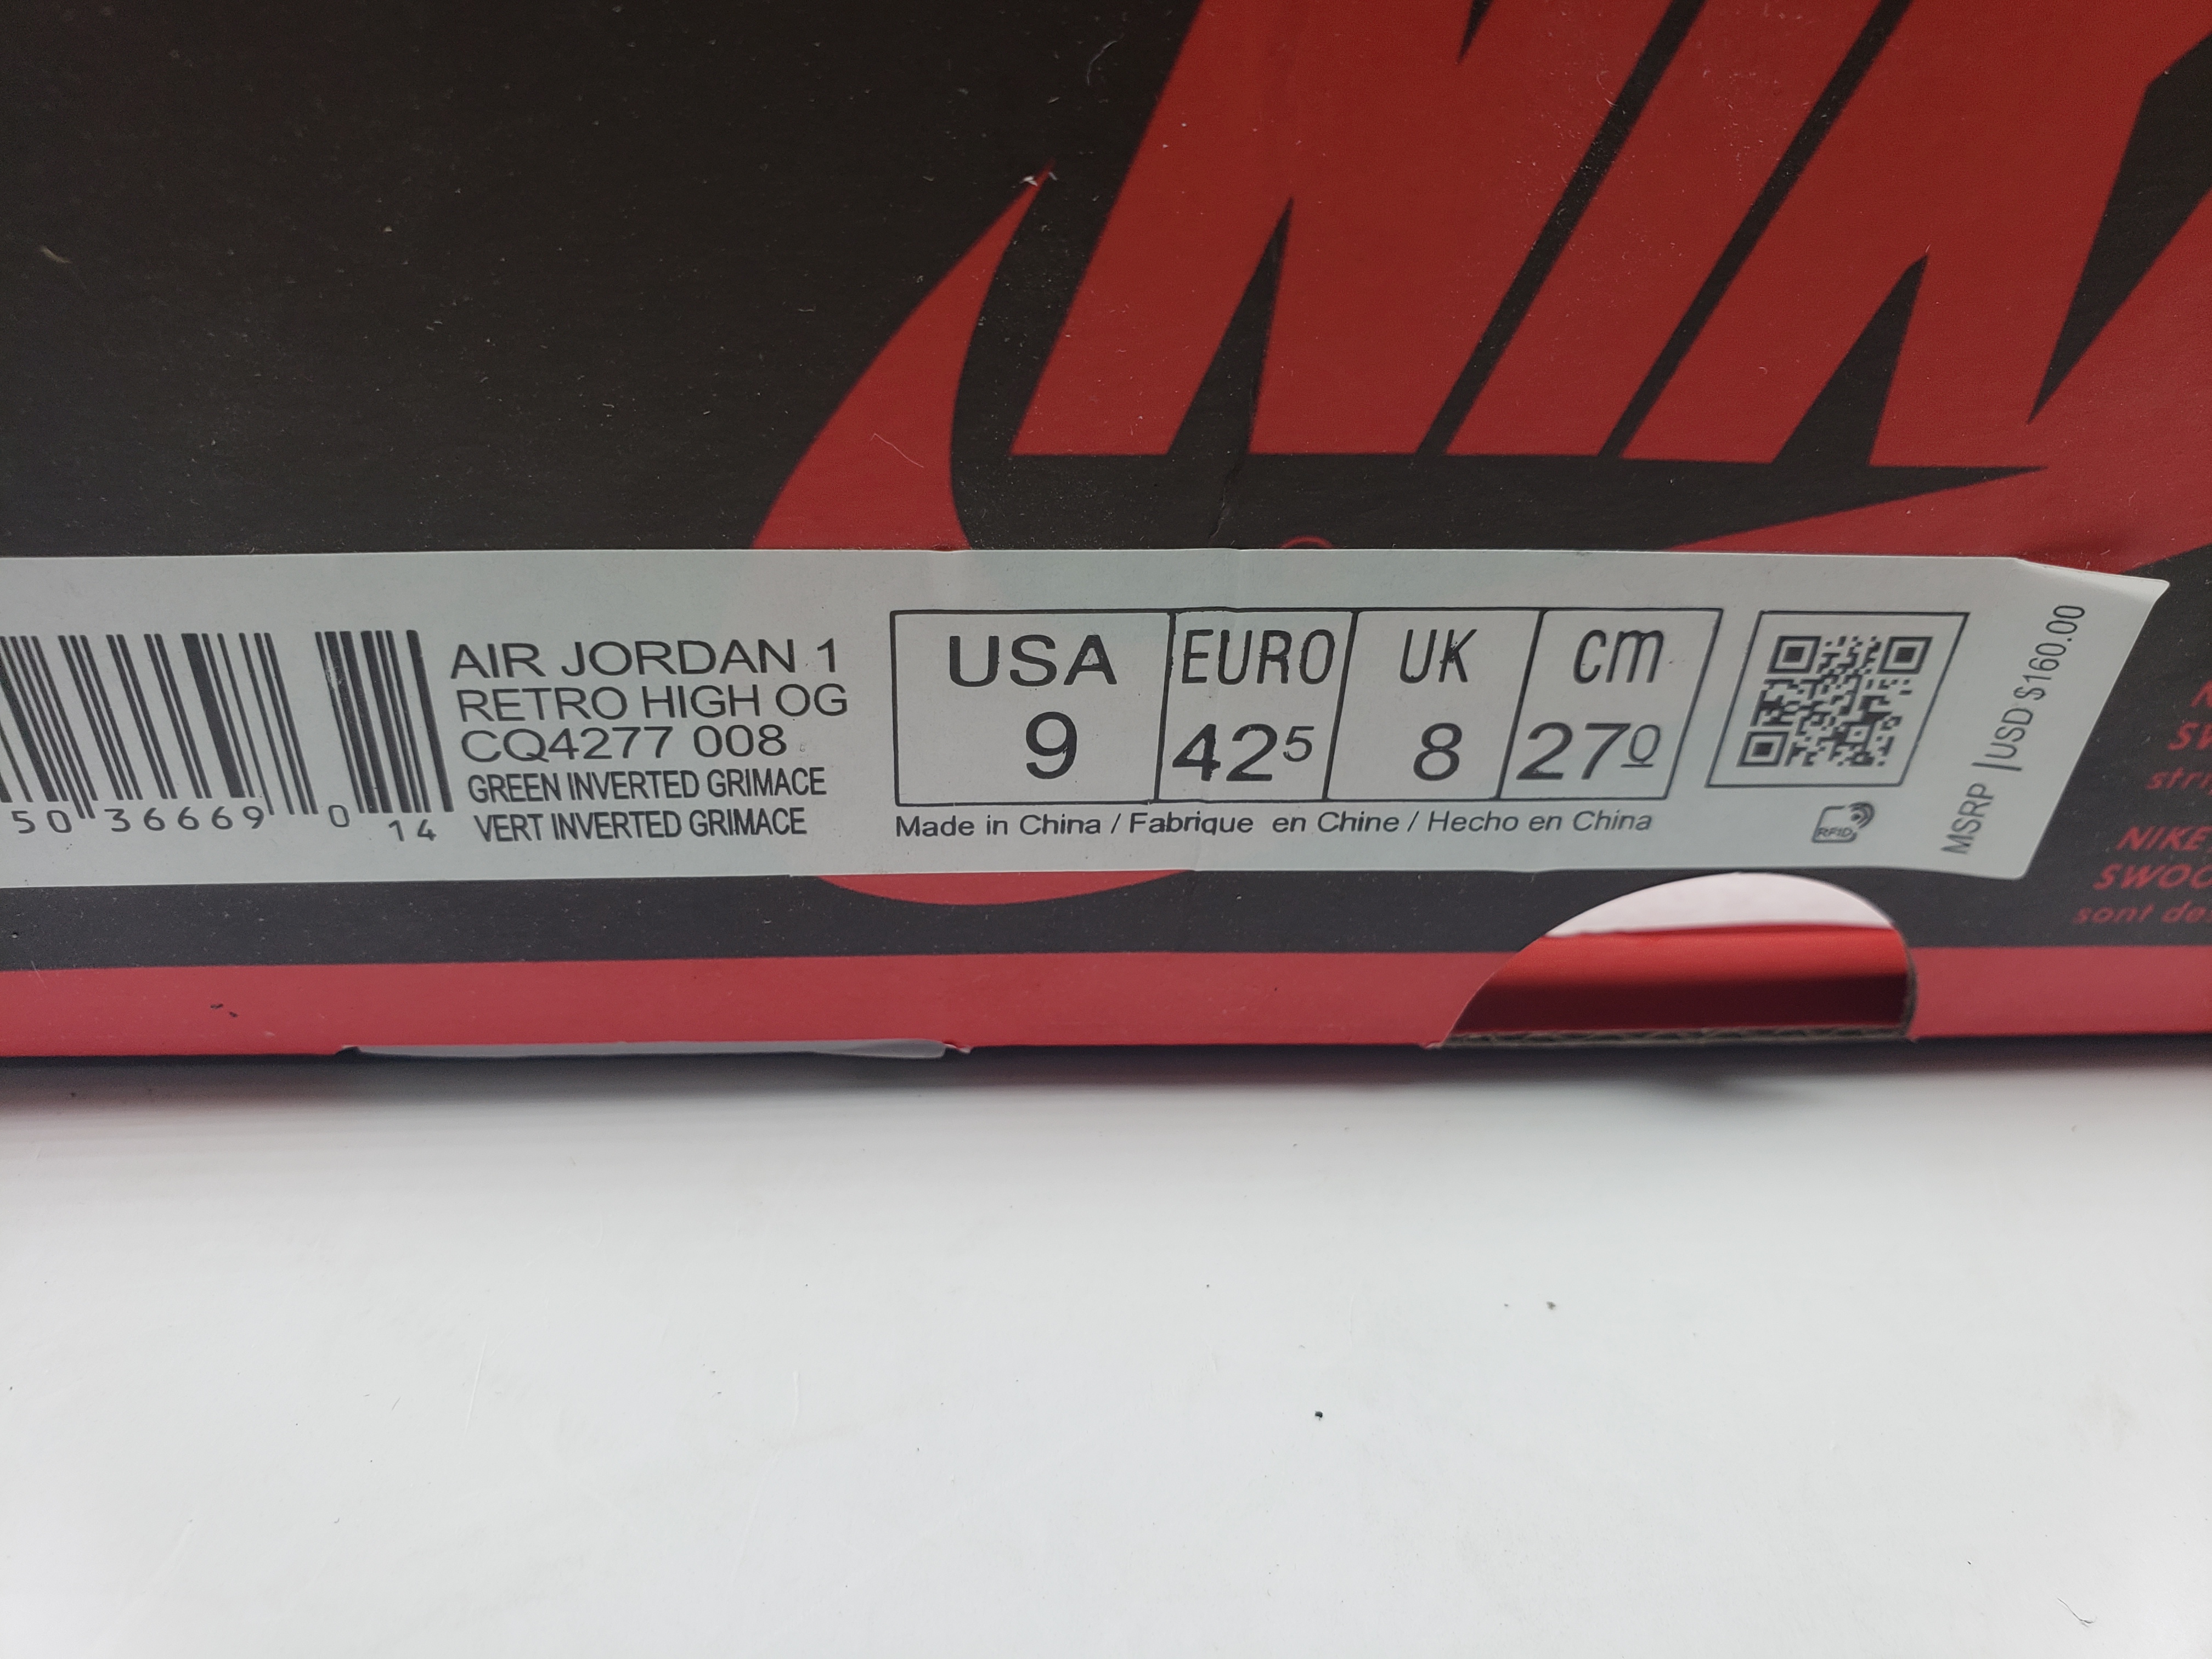 NIK
50 36669 0 14
AIR JORDAN 1
RETRO HIGH OG
CQ4277 008
GREEN INVERTED GRIMACE
VERT INVERTED GRIMACE
USA EURO UK cm
9 42⁵ 8 27⁰
Made in China / Fabrique en Chine / Hecho en China
RFID
MSRP |USD $160.00
NIKE
SWOO
sont de